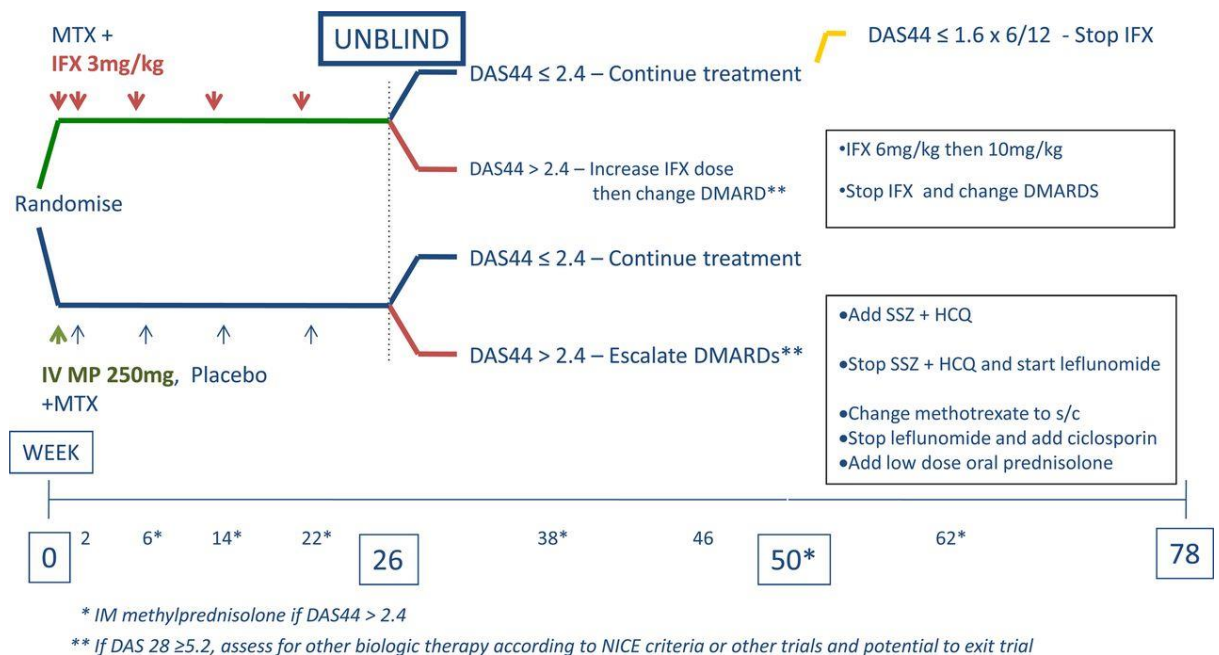 MTX +
IFX 3mg/kg
UNBLIND
DAS44 ≤ 1.6 x 6/12 - Stop IFX
DAS44 ≤ 2.4 – Continue treatment
DAS44 > 2.4 – Increase IFX dose
then change DMARD**
•IFX 6mg/kg then 10mg/kg
•Stop IFX and change DMARDS
Randomise
DAS44 ≤ 2.4 – Continue treatment
DAS44 > 2.4 – Escalate DMARDs**
•Add SSZ + HCQ
•Stop SSZ + HCQ and start leflunomide
•Change methotrexate to s/c
•Stop leflunomide and add ciclosporin
•Add low dose oral prednisolone
IV MP 250mg, Placebo
+MTX
WEEK
0 2 6* 14* 22* 26 38* 46 50* 62* 78
* IM methylprednisolone if DAS44 > 2.4
** If DAS 28 ≥5.2, assess for other biologic therapy according to NICE criteria or other trials and potential to exit trial